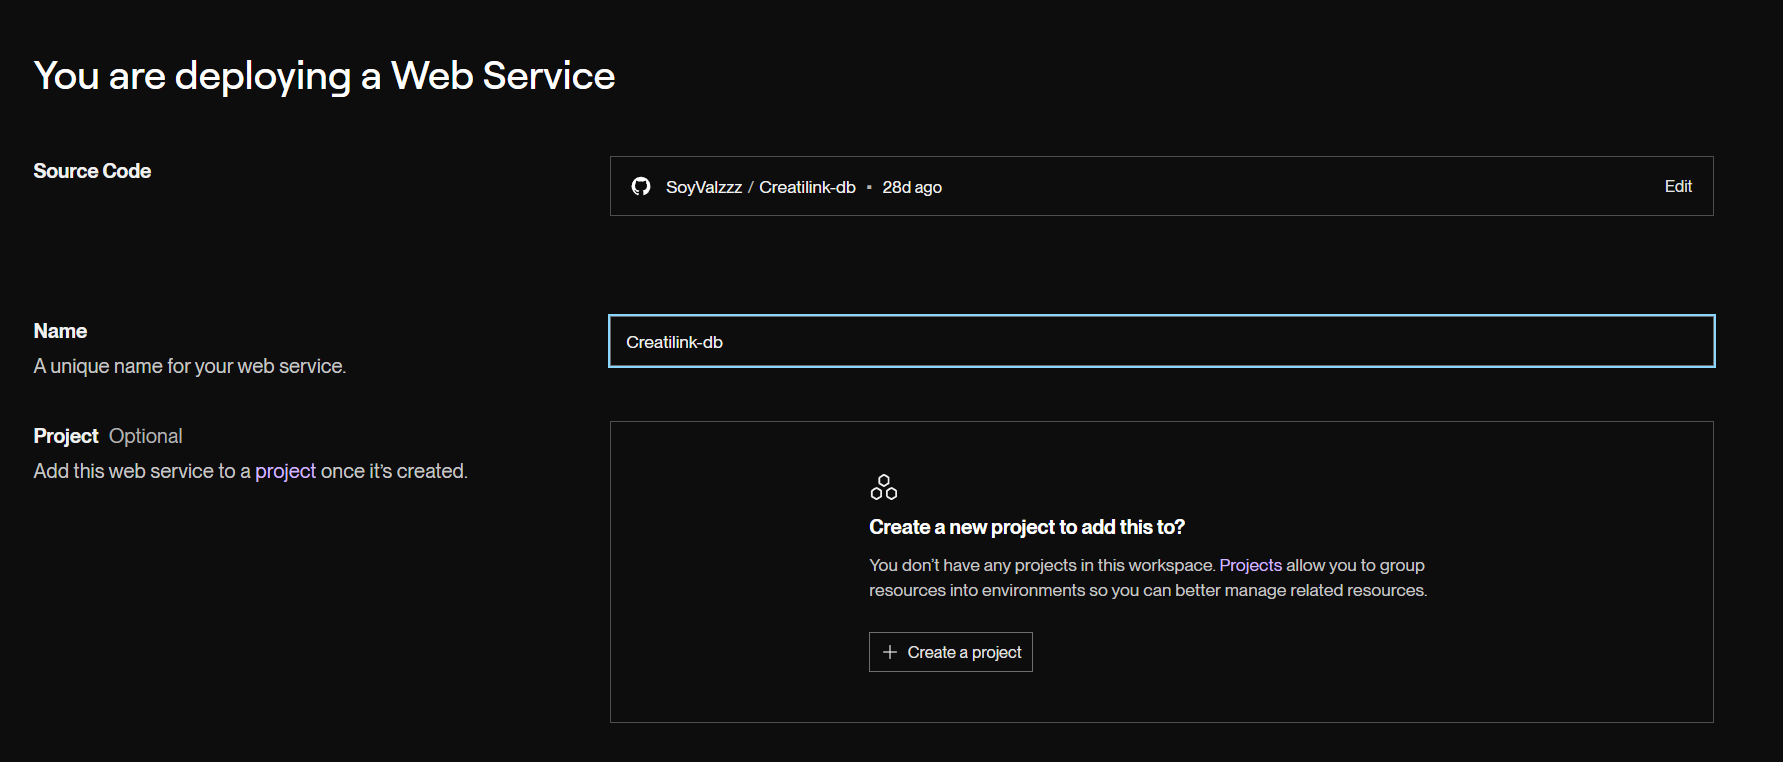 You are deploying a Web Service
Source Code
SoyValzzz / Creatilink-db ▪ 28d ago
Edit
Name
A unique name for your web service.
Creatilink-db
Project Optional
Add this web service to a project once it's created.
Create a new project to add this to?
You don't have any projects in this workspace. Projects allow you to group
resources into environments so you can better manage related resources.
+ Create a project